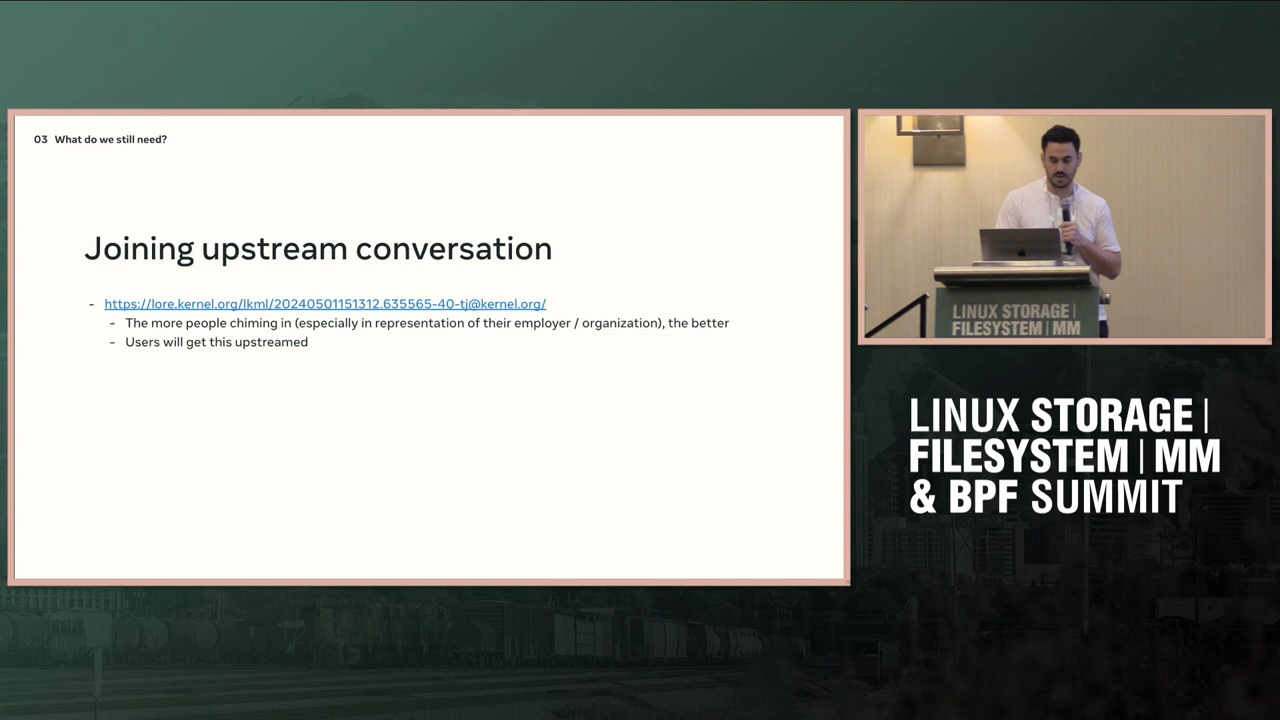 03 What do we still need?
Joining upstream conversation
- https://lore.kernel.org/lkml/20240501151312.635565-40-tj@kernel.org/
- The more people chiming in (especially in representation of their employer / organization), the better
- Users will get this upstreamed
LINUX STORAGE |
FILESYSTEM | MM
LINUX STORAGE |
FILESYSTEM | MM
& BPF SUMMIT